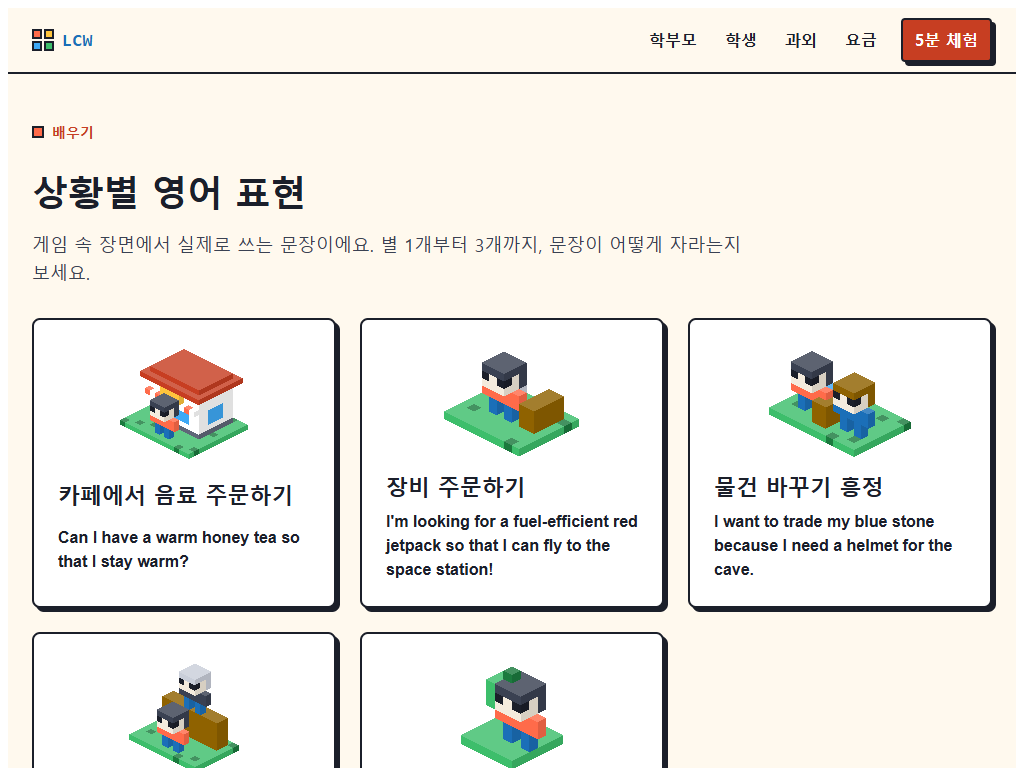 LCW
학부모
학생
과외
요금
5분 체험
배우기
상황별 영어 표현
게임 속 장면에서 실제로 쓰는 문장이에요. 별 1개부터 3개까지, 문장이 어떻게 자라는지
보세요.
카페에서 음료 주문하기
Can I have a warm honey tea so
that I stay warm?
장비 주문하기
I'm looking for a fuel-efficient red
jetpack so that I can fly to the
space station!
물건 바꾸기 흥정
I want to trade my blue stone
because I need a helmet for the
cave.